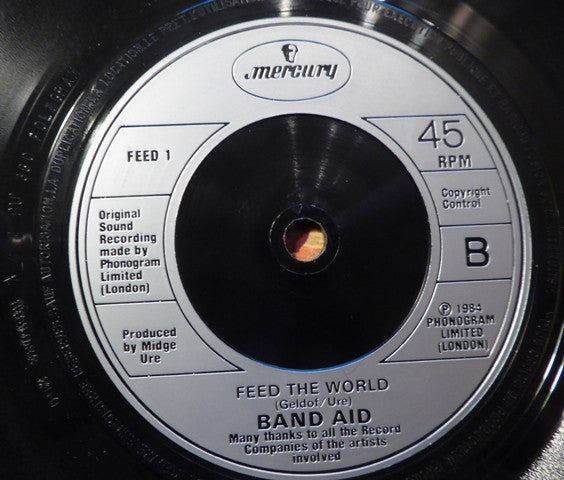 mercury
FEED 1
45
RPM
Original
Sound
Recording
made by
Phonogram
Limited
(London)
Copyright
Control
B
Produced
by Midge
Ure
℗ 1984
PHONOGRAM
LIMITED
(LONDON)
FEED THE WORLD
(Geldof/Ure)
BAND AID
Many thanks to all the Record
Companies of the artists
involved